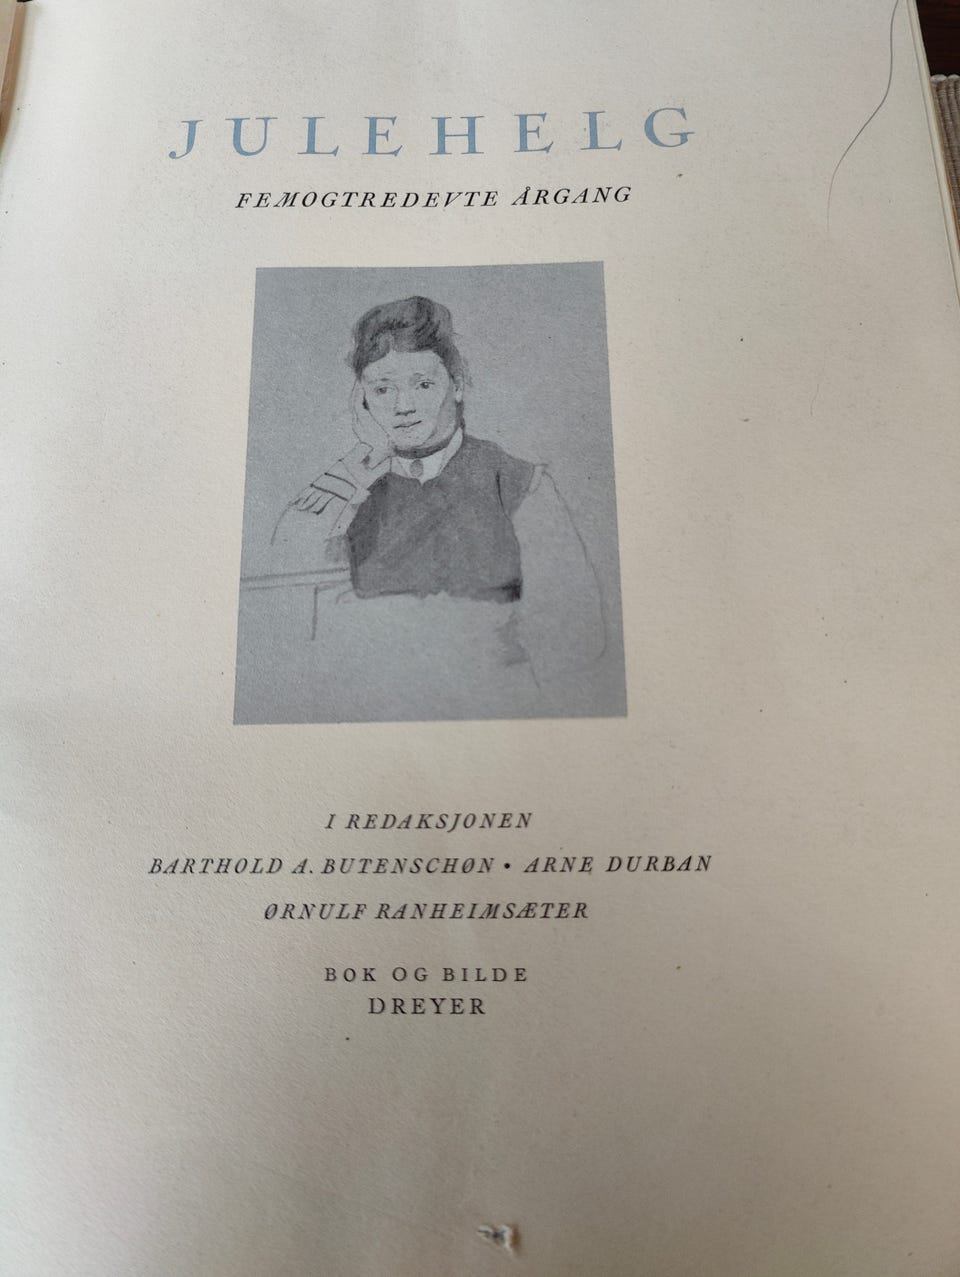 JULEHELG
FEMOGTREDEVTE ÅRGANG
I REDAKSJONEN
BARTHOLD A. BUTENSCHØN • ARNE DURBAN
ØRNULF RANHEIMSÆTER
BOK OG BILDE
DREYER